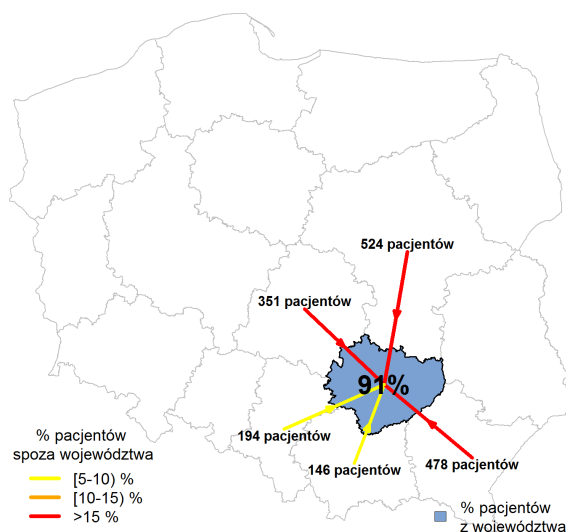 524 pacjentów
351 pacjentów
91%
194 pacjentów
146 pacjentów
478 pacjentów
% pacjentów
spoza województwa
[5-10) %
[10-15) %
>15 %
% pacjentów
z województwa